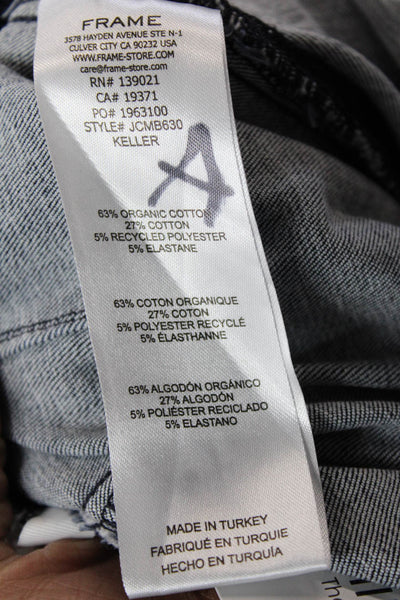 FRAME
3578 HAYDEN AVENUE STE N-1
CULVER CITY CA 90232 USA
WWW.FRAME-STORE.COM
care@frame-store.com
RN# 139021
CA# 19371
PO# 1963100
STYLE# JCMB630
KELLER
A
63% ORGANIC COTTON
27% COTTON
5% RECYCLED POLYESTER
5% ELASTANE
63% COTON ORGANIQUE
27% COTON
5% POLYESTER RECYCLÉ
5% ÉLASTHANNE
63% ALGODÓN ORGÁNICO
27% ALGODÓN
5% POLIÉSTER RECICLADO
5% ELASTANO
MADE IN TURKEY
FABRIQUÉ EN TURQUIE
HECHO EN TURQUÍA